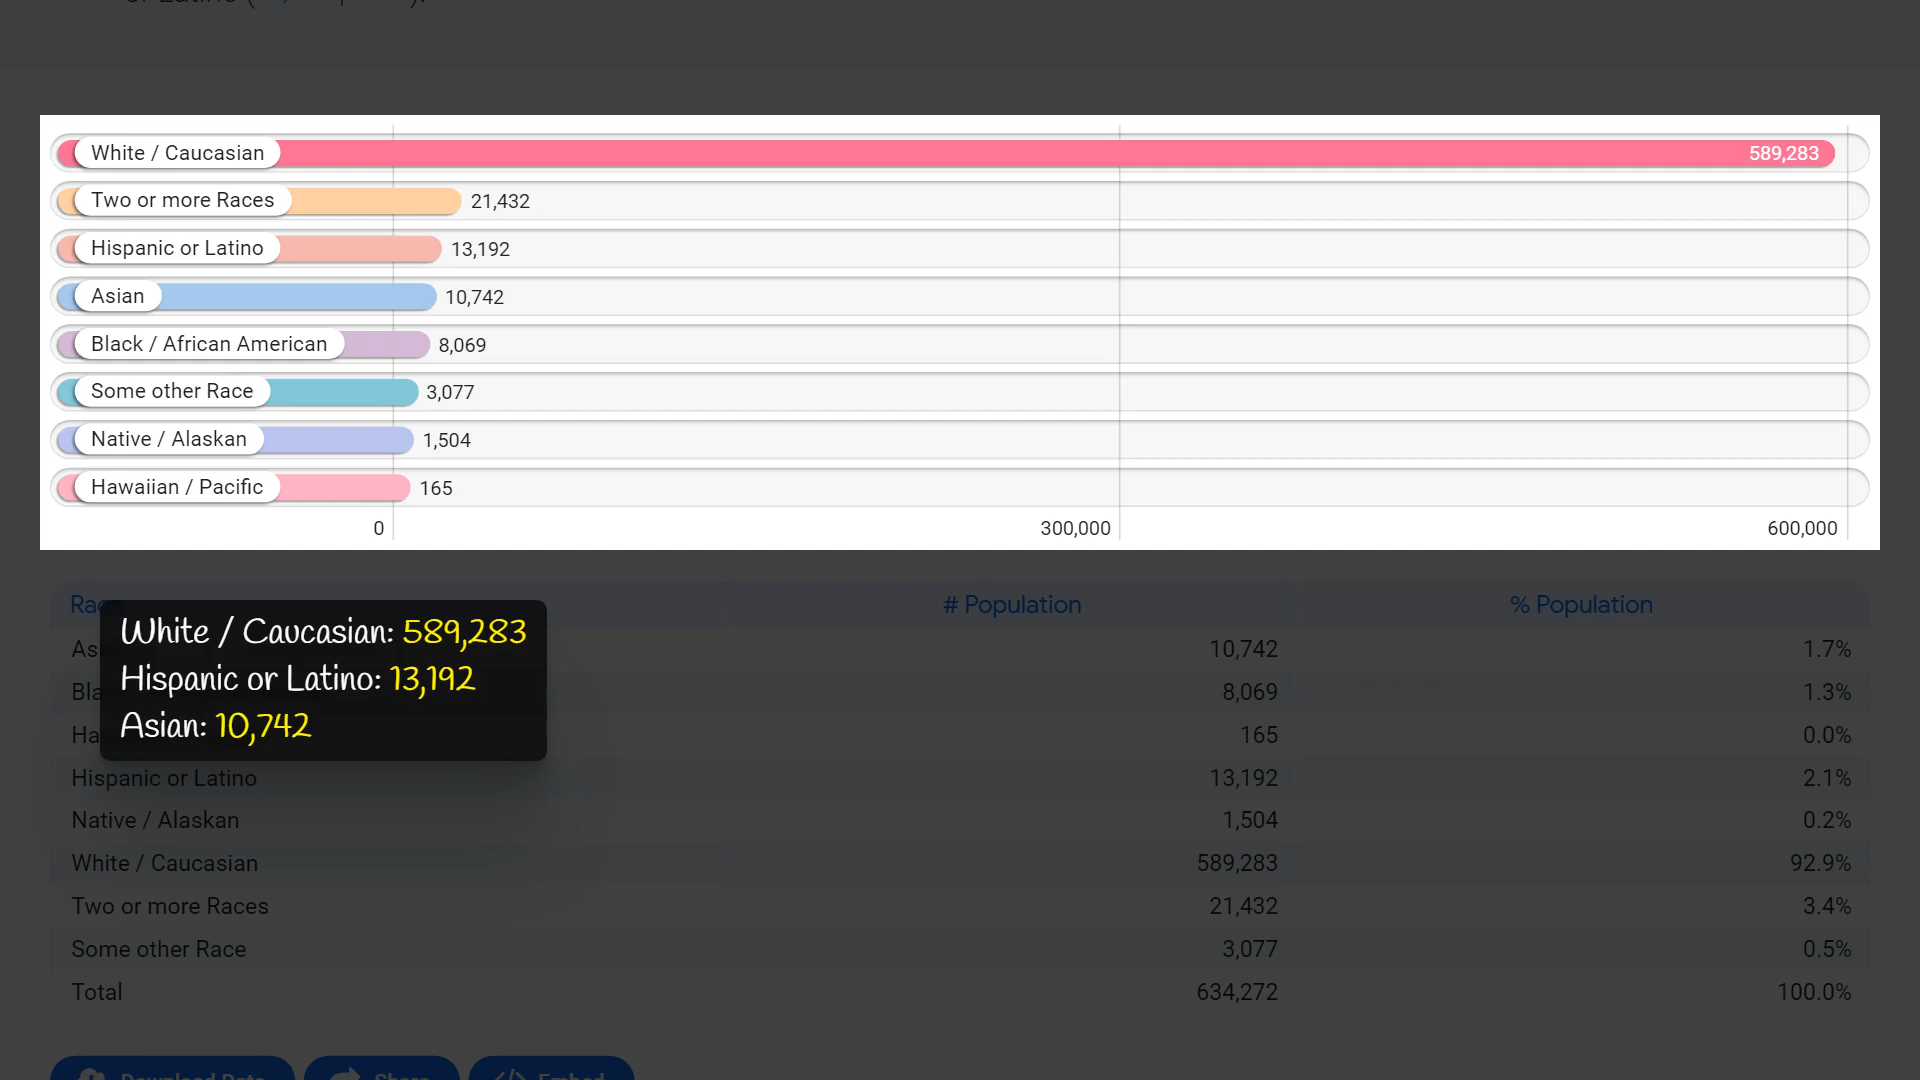 White / Caucasian 589,283
Two or more Races 21,432
Hispanic or Latino 13,192
Asian 10,742
Black / African American 8,069
Some other Race 3,077
Native / Alaskan 1,504
Hawaiian / Pacific 165
0 300,000 600,000
# Population % Population
White / Caucasian: 589,283
Hispanic or Latino: 13,192
Asian: 10,742
10,742 1.7%
8,069 1.3%
165 0.0%
Hispanic or Latino 13,192 2.1%
Native / Alaskan 1,504 0.2%
White / Caucasian 589,283 92.9%
Two or more Races 21,432 3.4%
Some other Race 3,077 0.5%
Total 634,272 100.0%
Download Data Share Embed